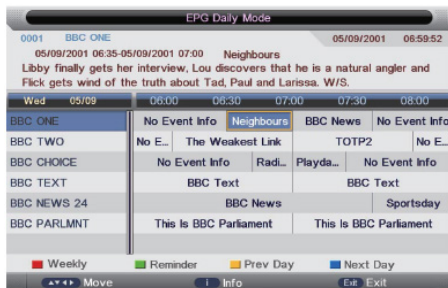 EPG Daily Mode
0001 BBC ONE 05/09/2001 06:59:52
05/09/2001 06:35-05/09/2001 07:00 Neighbours
Libby finally gets her interview, Lou discovers that he is a natural angler and
Flick gets wind of the truth about Tad, Paul and Larissa. W/S.
Wed 05/09 06:00 06:30 07:00 07:30 08:00
BBC ONE No Event Info Neighbours BBC News No Event Info
BBC TWO No E... The Weakest Link TOTP2 No E...
BBC CHOICE No Event Info Radi... Playda... No Event Info
BBC TEXT BBC Text BBC Text
BBC NEWS 24 BBC News Sportsday
BBC PARLMNT This Is BBC Parliament This Is BBC Parliament
Weekly Reminder Prev Day Next Day
Move i Info Exit Exit